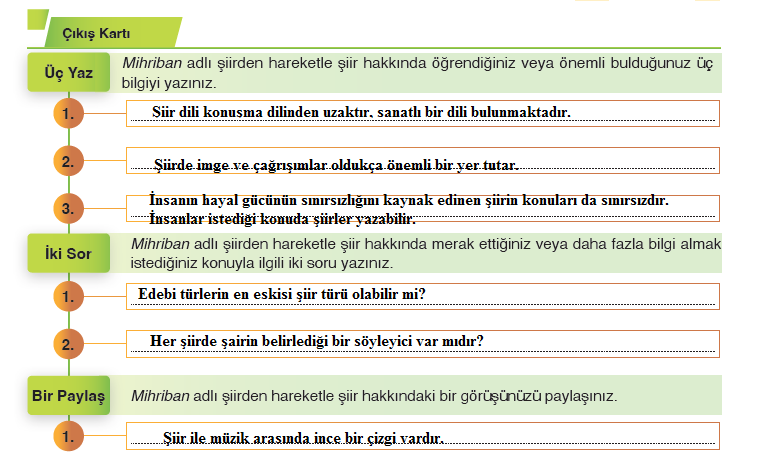 Çıkış Kartı
Üç Yaz
Mihriban adlı şiirden hareketle şiir hakkında öğrendiğiniz veya önemli bulduğunuz üç
bilgiyi yazınız.
1.
Şiir dili konuşma dilinden uzaktır, sanatlı bir dili bulunmaktadır.
2.
Şiirde imge ve çağrışımlar oldukça önemli bir yer tutar.
3.
İnsanın hayal gücünün sınırsızlığını kaynak edinen şiirin konuları da sınırsızdır.
İnsanlar istediği konuda şiirler yazabilir.
İki Sor
Mihriban adlı şiirden hareketle şiir hakkında merak ettiğiniz veya daha fazla bilgi almak
istediğiniz konuyla ilgili iki soru yazınız.
1.
Edebi türlerin en eskisi şiir türü olabilir mi?
2.
Her şiirde şairin belirlediği bir söyleyici var mıdır?
Bir Paylaş
Mihriban adlı şiirden hareketle şiir hakkındaki bir görüşünüzü paylaşınız.
1.
Şiir ile müzik arasında ince bir çizgi vardır.